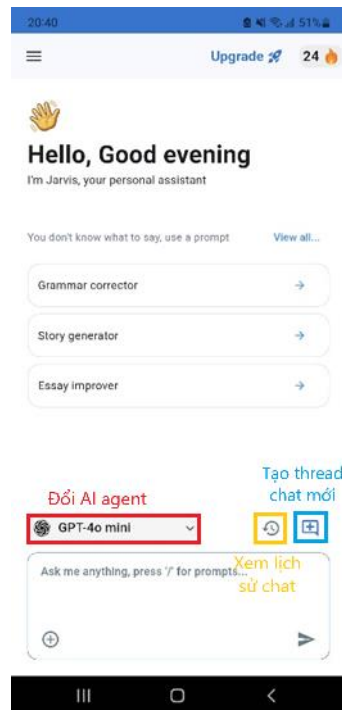 20:40
51%
Upgrade
24
Hello, Good evening
I'm Jarvis, your personal assistant
You don't know what to say, use a prompt
View all...
Grammar corrector
Story generator
Essay improver
Tạo thread
chat mới
Đổi AI agent
GPT-4o mini
Xem lịch
sử chat
Ask me anything, press '/' for prompts...